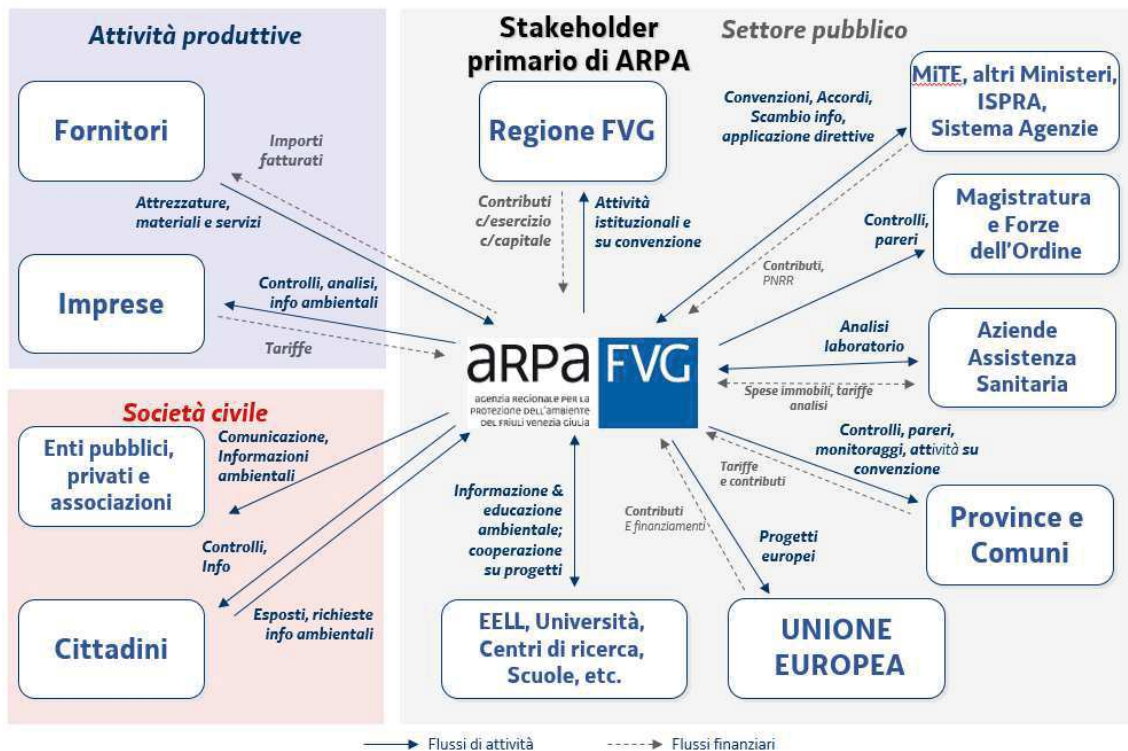 Attività produttive
Fornitori
Importi
fatturati
Attrezzature,
materiali e servizi
Imprese
Controlli, analisi,
info ambientali
Tariffe
Società civile
Enti pubblici,
privati e
associazioni
Comunicazione,
Informazioni
ambientali
Controlli,
Info
Esposti, richieste
info ambientali
Cittadini
Stakeholder
primario di ARPA
Settore pubblico
Regione FVG
Contributi
c/esercizio
c/capitale
Attività
istituzionali e
su convenzione
Convenzioni, Accordi,
Scambio info,
applicazione direttive
MiTE, altri Ministeri,
ISPRA,
Sistema Agenzie
Contributi,
PNRR
Controlli,
pareri
Magistratura
e Forze
dell'Ordine
arpa FVG
AGENZIA REGIONALE PER LA
PROTEZIONE DELL'AMBIENTE
DEL FRIULI VENEZIA GIULIA
Analisi
laboratorio
Spese immobili, tariffe
analisi
Aziende
Assistenza
Sanitaria
Controlli, pareri,
monitoraggi, attività su
convenzione
Tariffe
e contributi
Province e
Comuni
Informazione &
educazione
ambientale;
cooperazione
su progetti
Contributi
E finanziamenti
Progetti
europei
EELL, Università,
Centri di ricerca,
Scuole, etc.
UNIONE
EUROPEA
Flussi di attività
Flussi finanziari